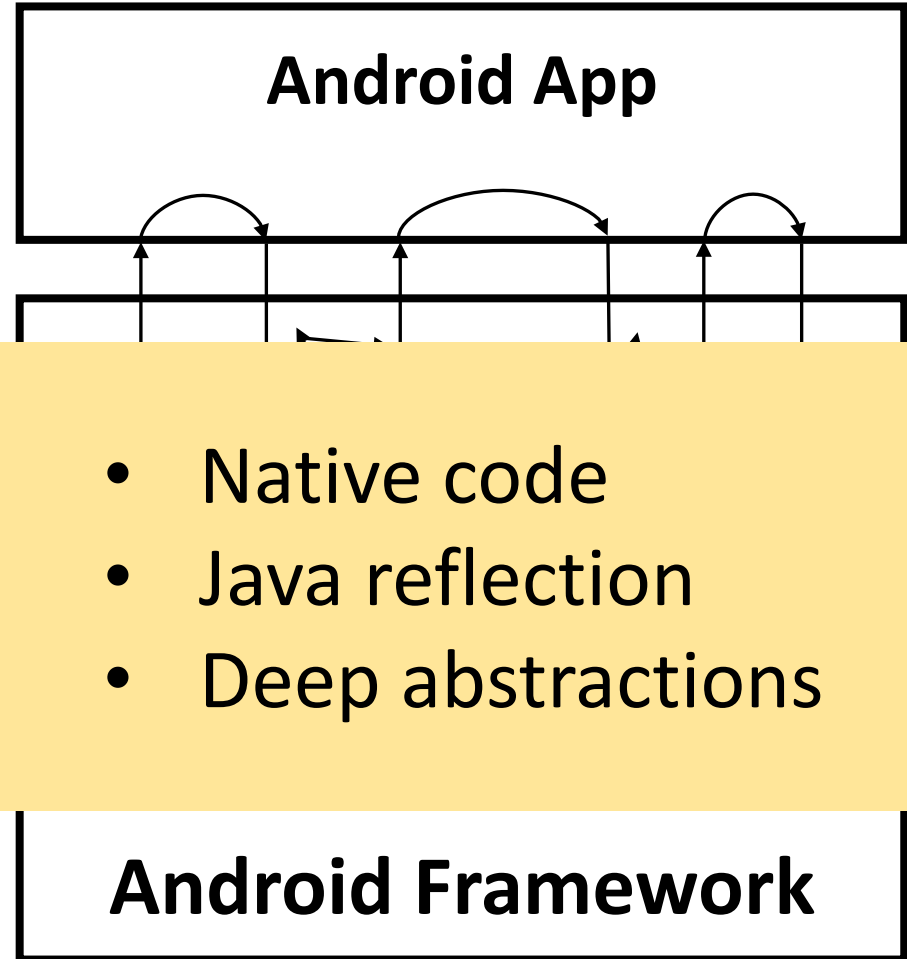 Android App
• Native code
• Java reflection
• Deep abstractions
Android Framework